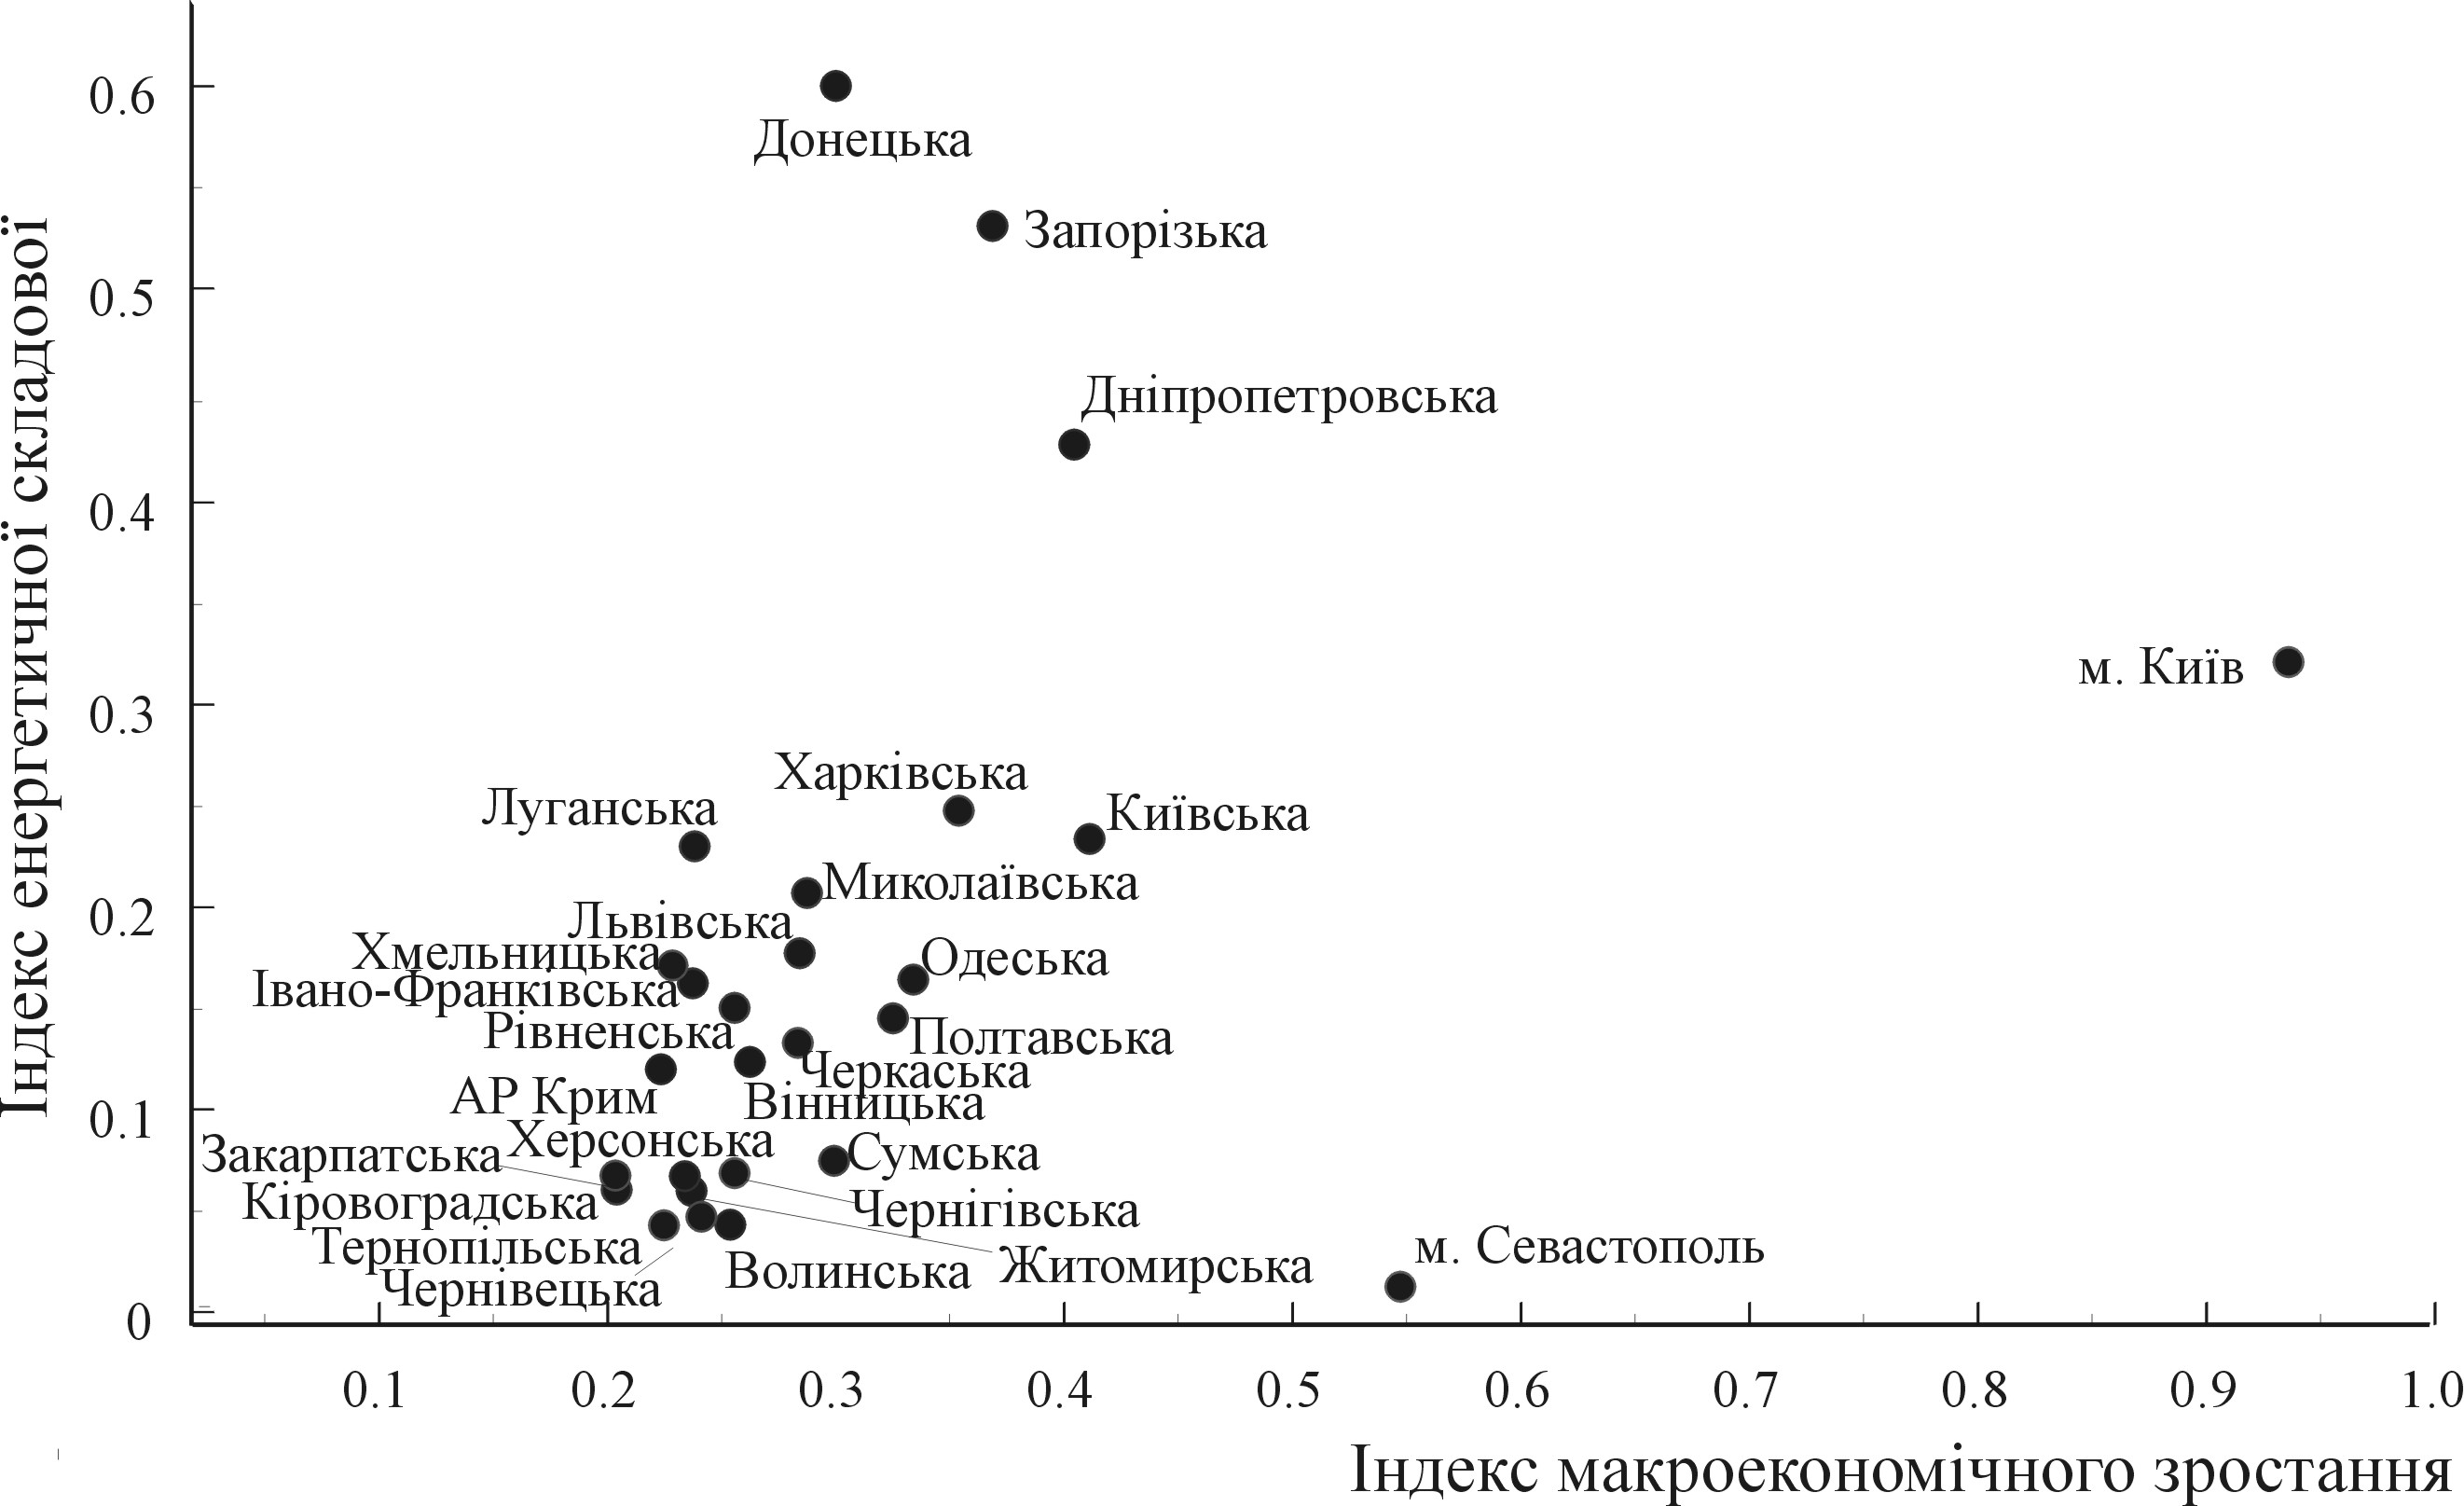 0.6
Донецька
Запорізька
0.5
Дніпропетровська
0.4
Індекс енергетичної складової
м. Київ
0.3
Харківська
Луганська
Київська
Миколаївська
0.2
Львівська
Хмельницька
Одеська
Івано-Франківська
Рівненська
Полтавська
Черкаська
АР Крим
Вінницька
0.1
Херсонська
Закарпатська
Сумська
Кіровоградська
Чернігівська
Тернопільська
м. Севастополь
Житомирська
Волинська
Чернівецька
0
0.1 0.2 0.3 0.4 0.5 0.6 0.7 0.8 0.9 1.0
Індекс макроекономічного зростання